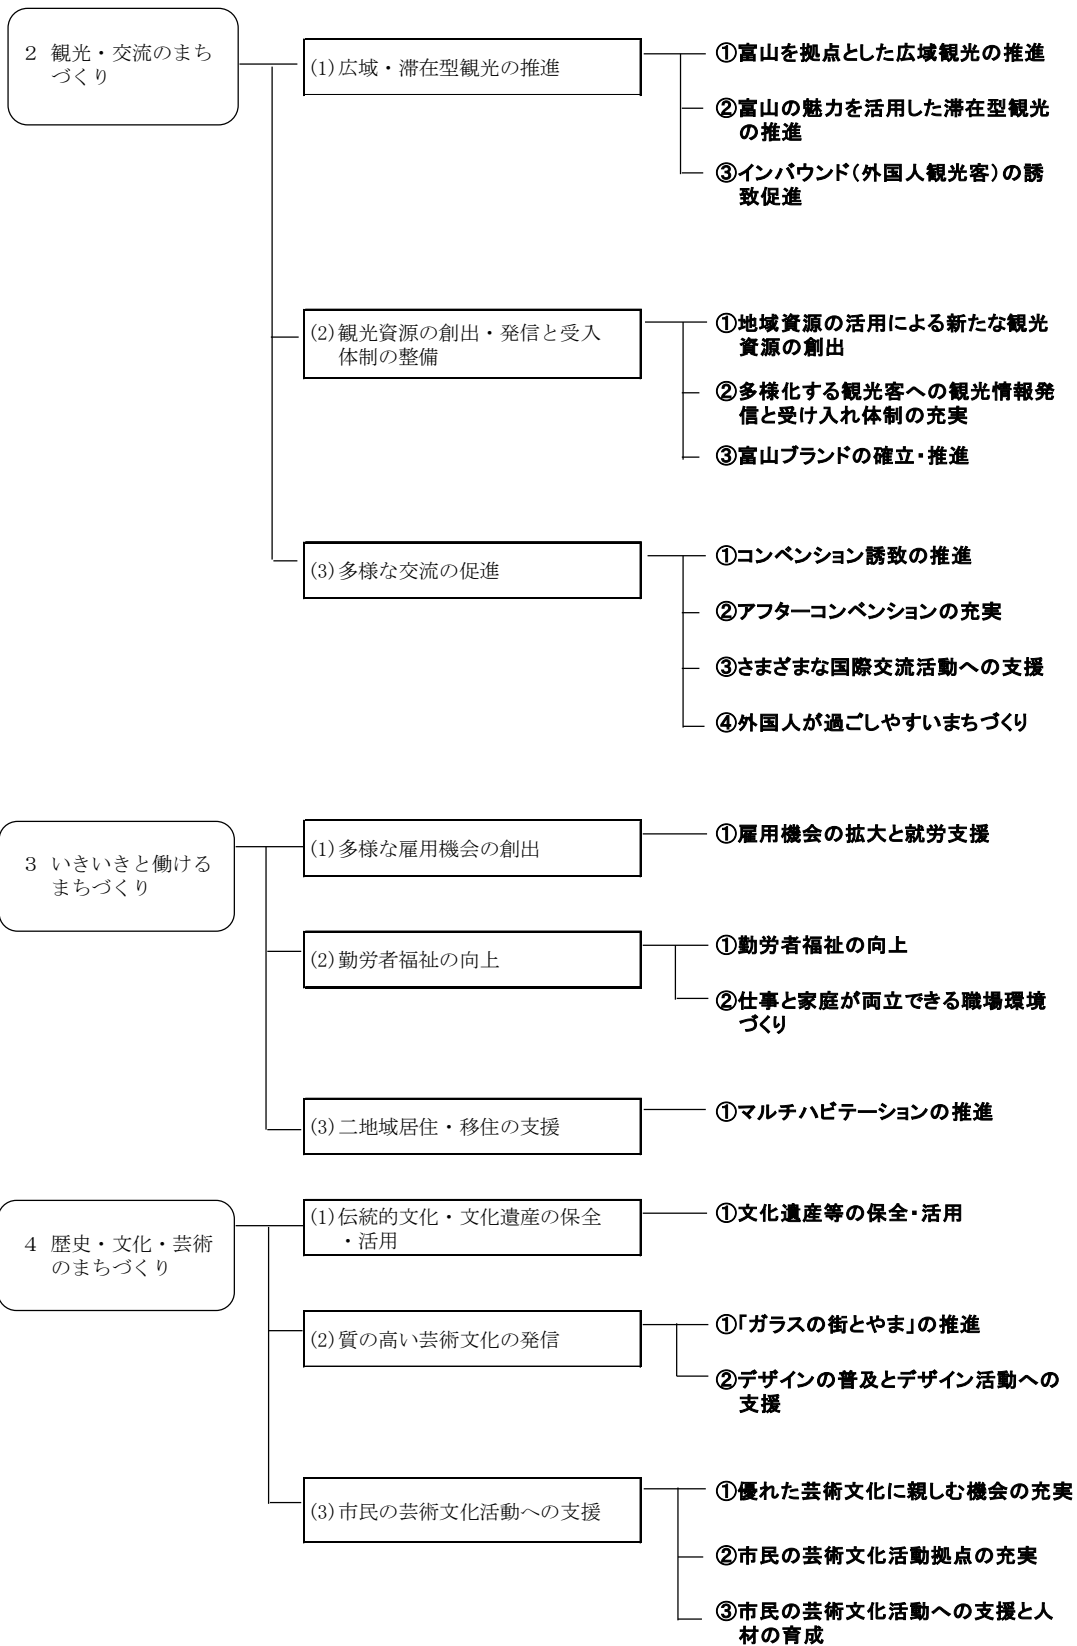 2 観光・交流のまち
づくり
(1)広域・滞在型観光の推進
①富山を拠点とした広域観光の推進
②富山の魅力を活用した滞在型観光
の推進
③インバウンド(外国人観光客)の誘
致促進
(2)観光資源の創出・発信と受入
体制の整備
①地域資源の活用による新たな観光
資源の創出
②多様化する観光客への観光情報発
信と受け入れ体制の充実
③富山ブランドの確立・推進
(3)多様な交流の促進
①コンベンション誘致の推進
②アフターコンベンションの充実
③さまざまな国際交流活動への支援
④外国人が過ごしやすいまちづくり
3 いきいきと働ける
まちづくり
(1)多様な雇用機会の創出
①雇用機会の拡大と就労支援
(2)勤労者福祉の向上
①勤労者福祉の向上
②仕事と家庭が両立できる職場環境
づくり
(3)二地域居住・移住の支援
①マルチハビテーションの推進
4 歴史・文化・芸術
のまちづくり
(1)伝統的文化・文化遺産の保全
・活用
①文化遺産等の保全・活用
(2)質の高い芸術文化の発信
①「ガラスの街とやま」の推進
②デザインの普及とデザイン活動への
支援
(3)市民の芸術文化活動への支援
①優れた芸術文化に親しむ機会の充実
②市民の芸術文化活動拠点の充実
③市民の芸術文化活動への支援と人
材の育成